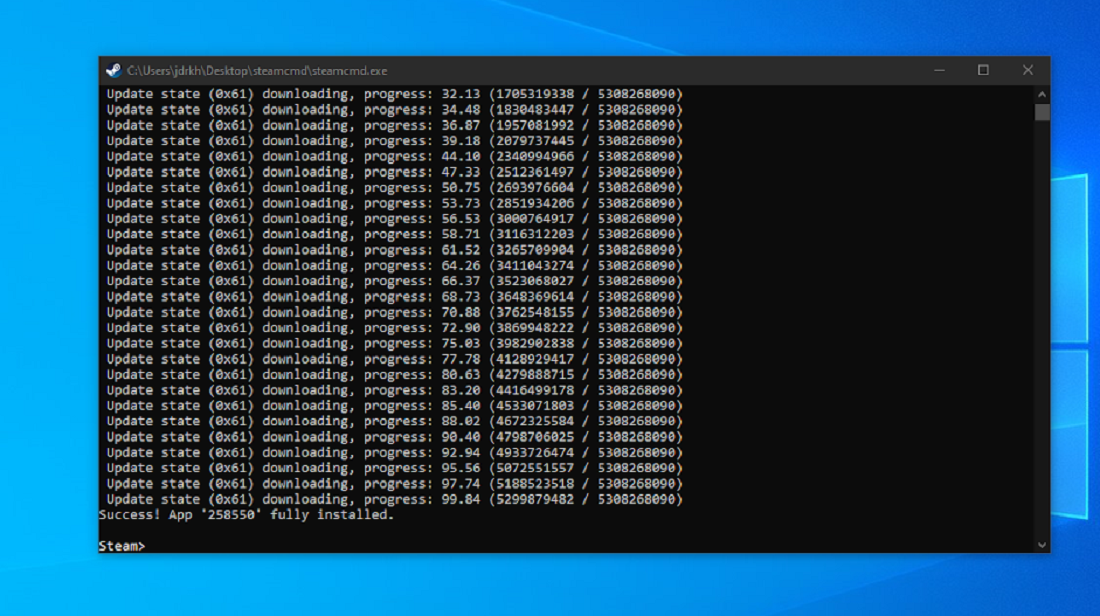 C:\Users\jdrkh\Desktop\steamcmd\steamcmd.exe
Update state (0x61) downloading, progress: 32.13 (1705319338 / 5308268090)
Update state (0x61) downloading, progress: 34.48 (1830483447 / 5308268090)
Update state (0x61) downloading, progress: 36.87 (1957081992 / 5308268090)
Update state (0x61) downloading, progress: 39.18 (2079737445 / 5308268090)
Update state (0x61) downloading, progress: 44.10 (2340994966 / 5308268090)
Update state (0x61) downloading, progress: 47.33 (2512361497 / 5308268090)
Update state (0x61) downloading, progress: 50.75 (2693976604 / 5308268090)
Update state (0x61) downloading, progress: 53.73 (2851934206 / 5308268090)
Update state (0x61) downloading, progress: 56.53 (3000764917 / 5308268090)
Update state (0x61) downloading, progress: 58.71 (3116312203 / 5308268090)
Update state (0x61) downloading, progress: 61.52 (3265709904 / 5308268090)
Update state (0x61) downloading, progress: 64.26 (3411043274 / 5308268090)
Update state (0x61) downloading, progress: 66.37 (3523068027 / 5308268090)
Update state (0x61) downloading, progress: 68.73 (3648369614 / 5308268090)
Update state (0x61) downloading, progress: 70.88 (3762548155 / 5308268090)
Update state (0x61) downloading, progress: 72.90 (3869948222 / 5308268090)
Update state (0x61) downloading, progress: 75.03 (3982902838 / 5308268090)
Update state (0x61) downloading, progress: 77.78 (4128929417 / 5308268090)
Update state (0x61) downloading, progress: 80.63 (4279888715 / 5308268090)
Update state (0x61) downloading, progress: 83.20 (4416499178 / 5308268090)
Update state (0x61) downloading, progress: 85.40 (4533071803 / 5308268090)
Update state (0x61) downloading, progress: 88.02 (4672325584 / 5308268090)
Update state (0x61) downloading, progress: 90.40 (4798706025 / 5308268090)
Update state (0x61) downloading, progress: 92.94 (4933726474 / 5308268090)
Update state (0x61) downloading, progress: 95.56 (5072551557 / 5308268090)
Update state (0x61) downloading, progress: 97.74 (5188523518 / 5308268090)
Update state (0x61) downloading, progress: 99.84 (5299879482 / 5308268090)
Success! App '258550' fully installed.
Steam>